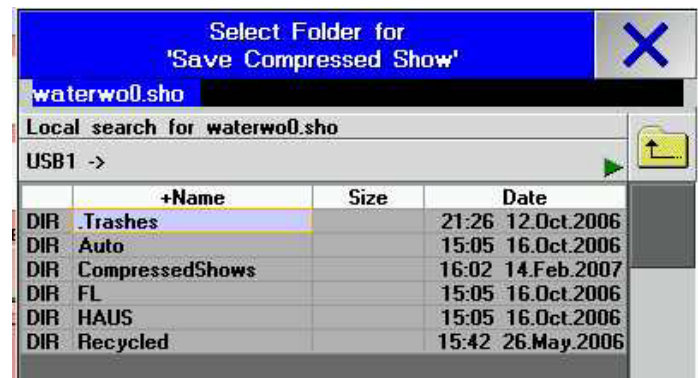 Select Folder for
'Save Compressed Show'
waterwo0.sho
Local search for waterwo0.sho
USB1 ->
+Name Size Date
DIR .Trashes 21:26 12.Oct.2006
DIR Auto 15:05 16.Oct.2006
DIR CompressedShows 16:02 14.Feb.2007
DIR FL 15:05 16.Oct.2006
DIR HAUS 15:05 16.Oct.2006
DIR Recycled 15:42 26.May.2006